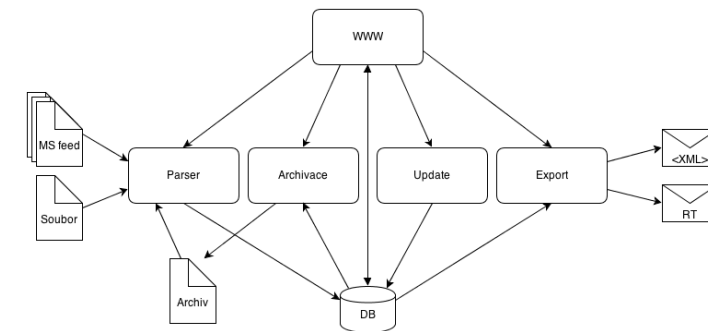 WWW
MS feed
<XML>
Parser
Archivace
Update
Export
Soubor
RT
Archiv
DB